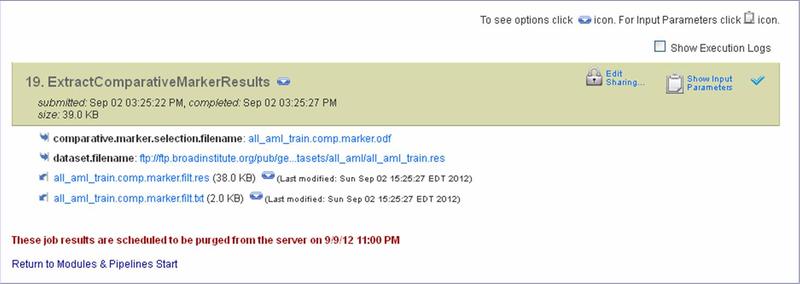 To see options click icon. For Input Parameters click icon.
Show Execution Logs
19. ExtractComparativeMarkerResults
Edit Sharing...
Show Input Parameters
submitted: Sep 02 03:25:22 PM, completed: Sep 02 03:25:27 PM
size: 39.0 KB
comparative.marker.selection.filename: all_aml_train.comp.marker.odf
dataset.filename: ftp://ftp.broadinstitute.org/pub/ge...tasets/all_aml/all_aml_train.res
all_aml_train.comp.marker.filt.res (38.0 KB) (Last modified: Sun Sep 02 15:25:27 EDT 2012)
all_aml_train.comp.marker.filt.txt (2.0 KB) (Last modified: Sun Sep 02 15:25:27 EDT 2012)
These job results are scheduled to be purged from the server on 9/9/12 11:00 PM
Return to Modules & Pipelines Start